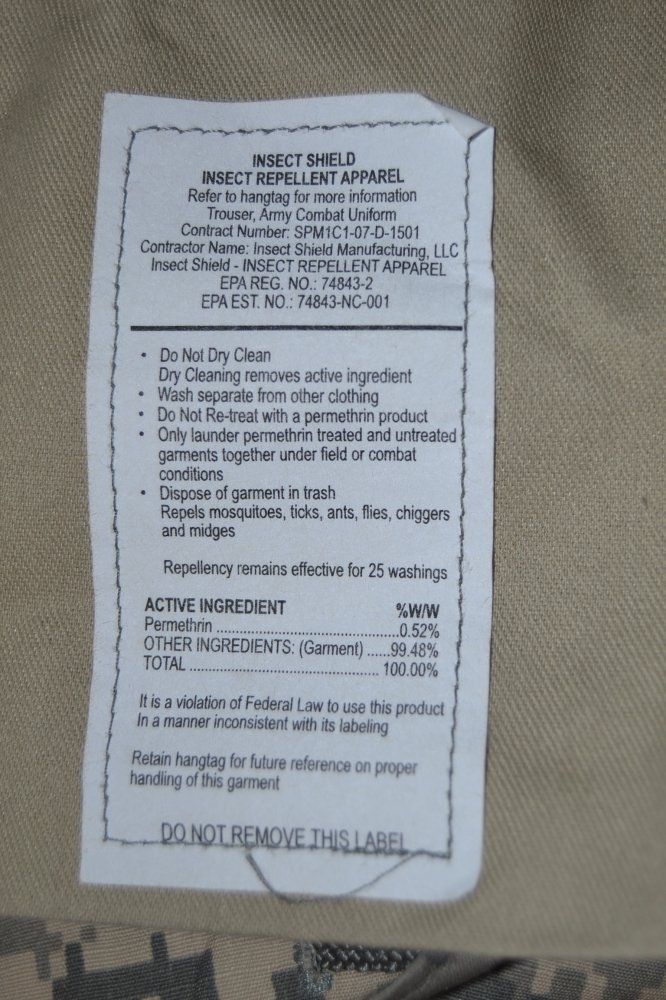 INSECT SHIELD
INSECT REPELLENT APPAREL
Refer to hangtag for more information
Trouser, Army Combat Uniform
Contract Number: SPM1C1-07-D-1501
Contractor Name: Insect Shield Manufacturing, LLC
Insect Shield - INSECT REPELLENT APPAREL
EPA REG. NO.: 74843-2
EPA EST. NO.: 74843-NC-001
• Do Not Dry Clean
Dry Cleaning removes active ingredient
• Wash separate from other clothing
• Do Not Re-treat with a permethrin product
• Only launder permethrin treated and untreated
garments together under field or combat
conditions
• Dispose of garment in trash
Repels mosquitoes, ticks, ants, flies, chiggers
and midges
Repellency remains effective for 25 washings
ACTIVE INGREDIENT %W/W
Permethrin ..........................................0.52%
OTHER INGREDIENTS: (Garment) ......99.48%
TOTAL ............................................. 100.00%
It is a violation of Federal Law to use this product
In a manner inconsistent with its labeling
Retain hangtag for future reference on proper
handling of this garment
DO NOT REMOVE THIS LABEL